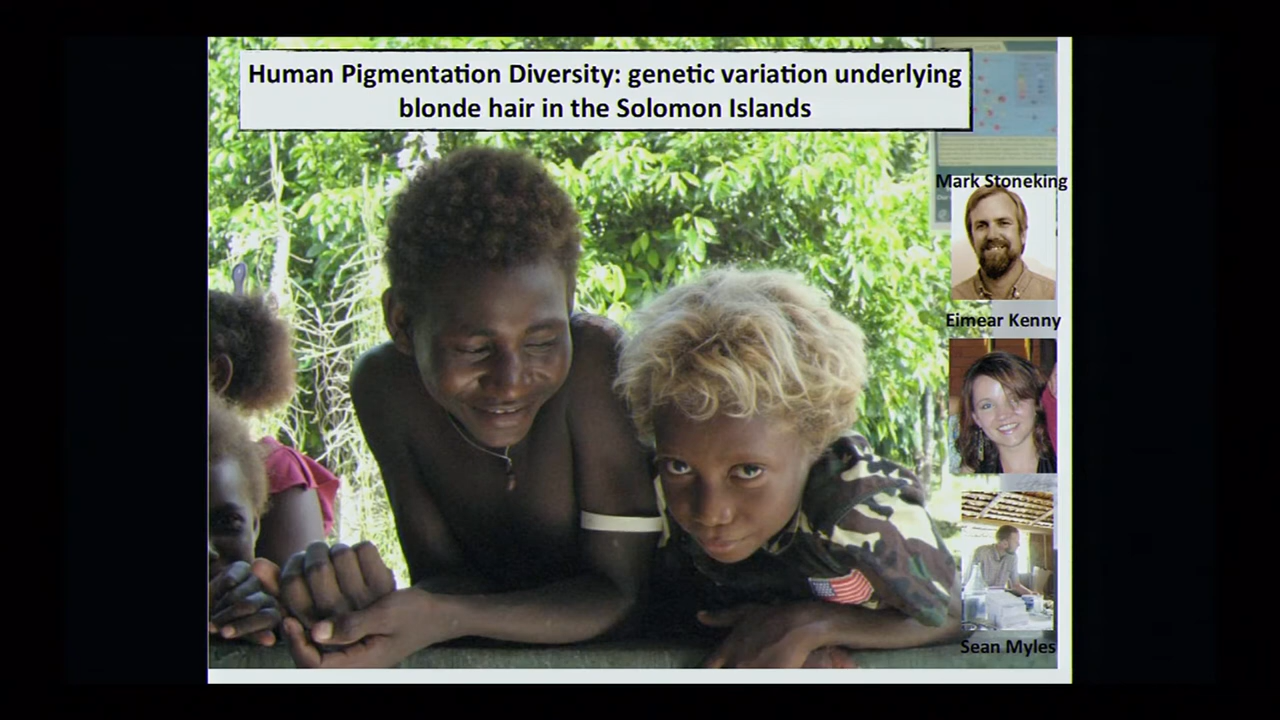 Human Pigmentation Diversity: genetic variation underlying
blonde hair in the Solomon Islands
Mark Stoneking
Eimear Kenny
Sean Myles